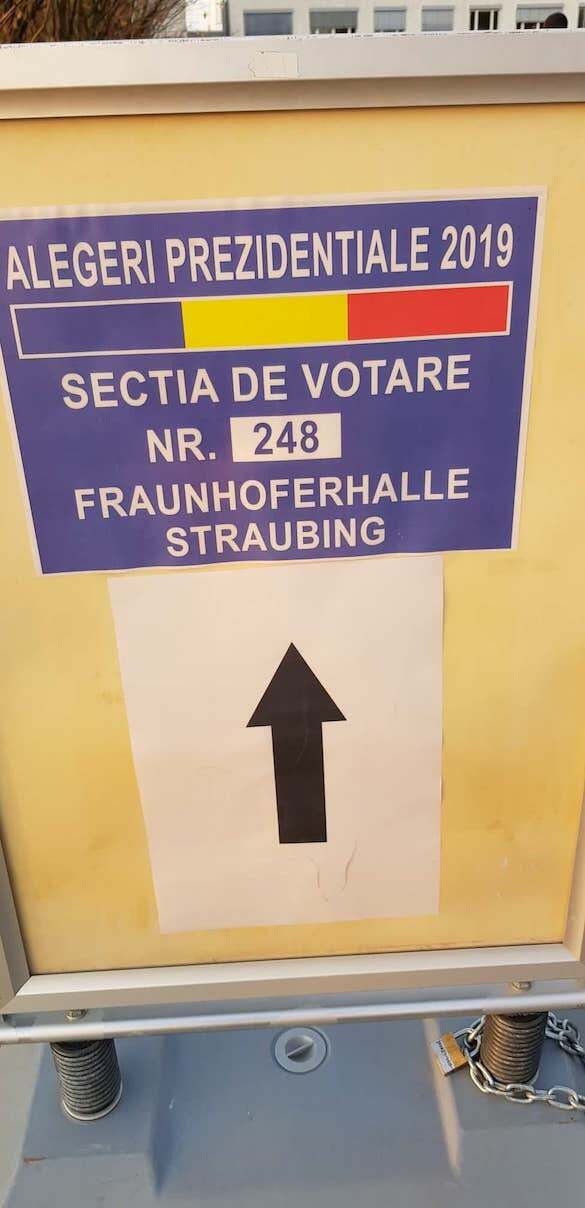 ALEGERI PREZIDENTIALE 2019
SECTIA DE VOTARE
NR. 248
FRAUNHOFERHALLE
STRAUBING